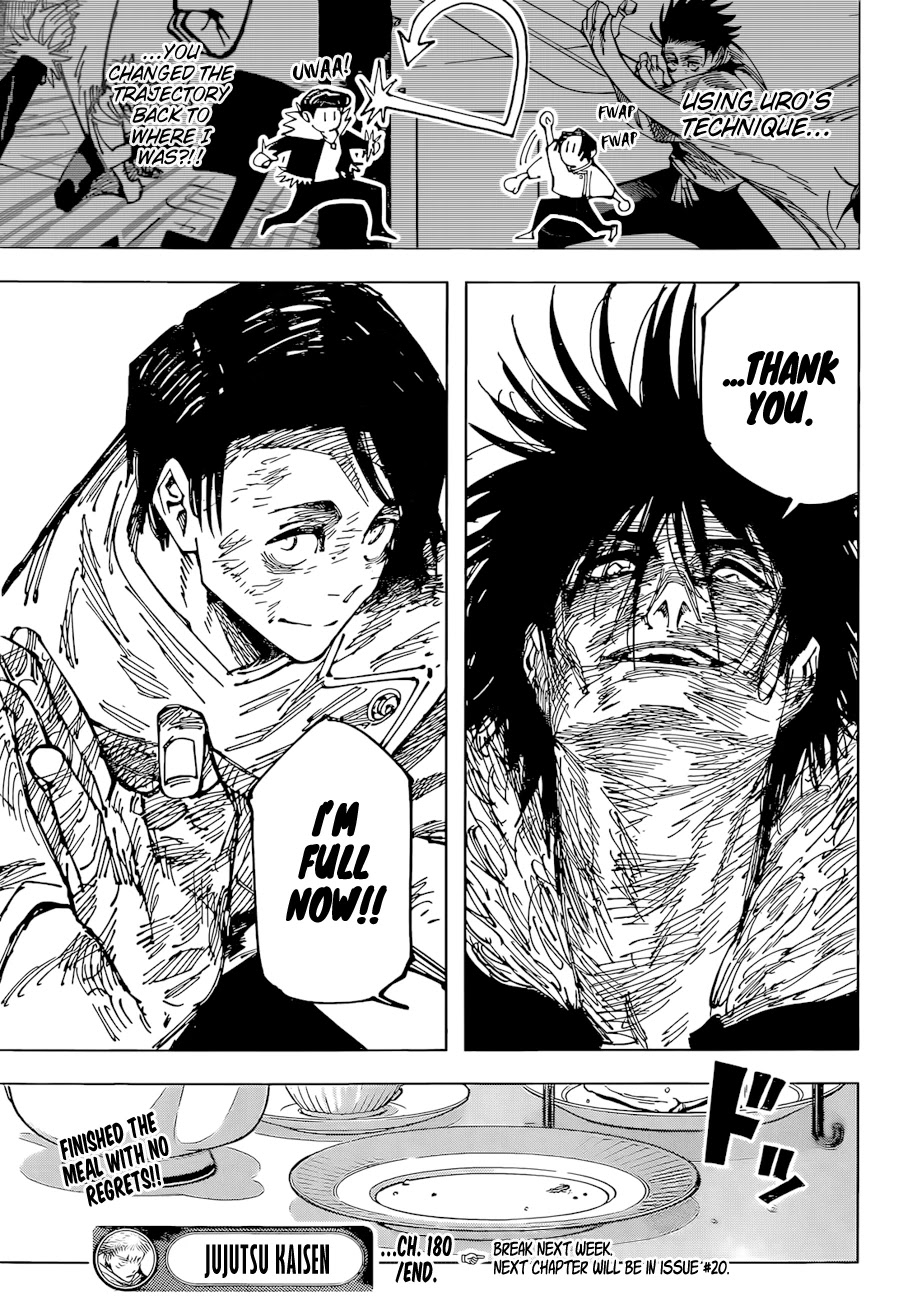 USING URO'S
TECHNIQUE...
FWAP
FWAP
UWAA!
...YOU
CHANGED THE
TRAJECTORY
BACK TO
WHERE I
WAS?!!
...THANK
YOU.
I'M
FULL
NOW!!
ドッ
FINISHED THE
MEAL WITH NO
REGRETS!!
JUJUTSU KAISEN
...CH. 180
/END.
BREAK NEXT WEEK.
NEXT CHAPTER WILL BE IN ISSUE #20.